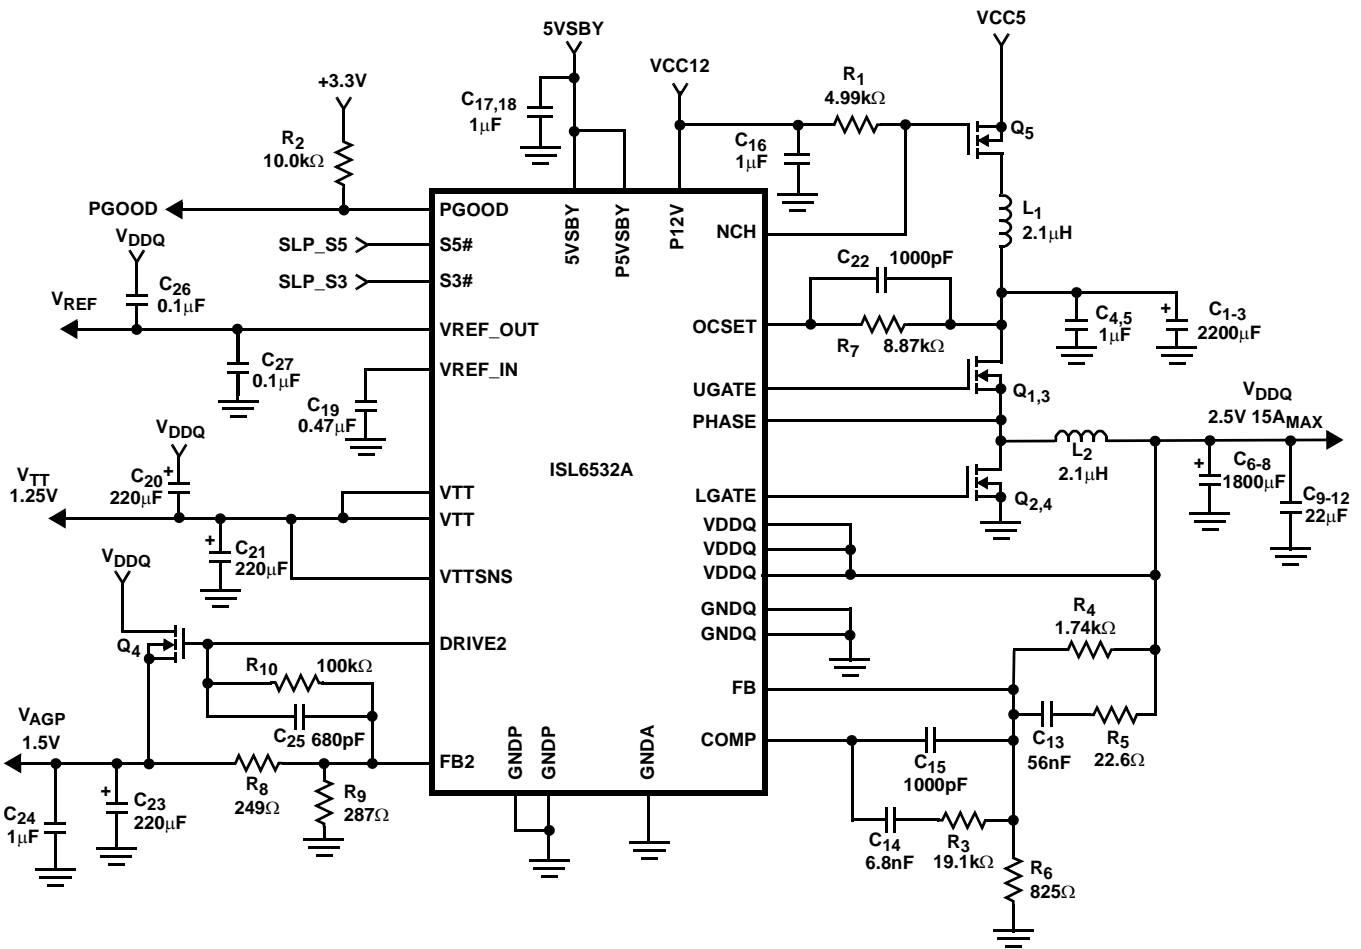 VCC5
5VSBY
VCC12
+3.3V
C17,18
1μF
R1
4.99kΩ
Q5
R2
10.0kΩ
C16
1μF
PGOOD
PGOOD
5VSBY
P5VSBY
P12V
NCH
L1
2.1μH
VDDQ
SLP_S5
S5#
C22
1000pF
SLP_S3
S3#
C26
0.1μF
VREF
VREF_OUT
OCSET
R7
8.87kΩ
C4,5
1μF
C1-3
2200μF
C27
0.1μF
VREF_IN
UGATE
Q1,3
VDDQ
2.5V 15AMAX
C19
0.47μF
PHASE
VDDQ
L2
2.1μH
ISL6532A
VTT
1.25V
C20
220μF
VTT
VTT
LGATE
Q2,4
C6-8
1800μF
C9-12
22μF
VDDQ
VDDQ
VDDQ
C21
220μF
VTTSNS
VDDQ
GNDQ
GNDQ
R4
1.74kΩ
Q4
DRIVE2
R10
100kΩ
FB
C25
680pF
VAGP
1.5V
COMP
C13
56nF
R5
22.6Ω
FB2
GNDP
GNDP
GNDA
C15
1000pF
R8
249Ω
R9
287Ω
C24
1μF
C23
220μF
C14
6.8nF
R3
19.1kΩ
R6
825Ω
+
+
+
+
+